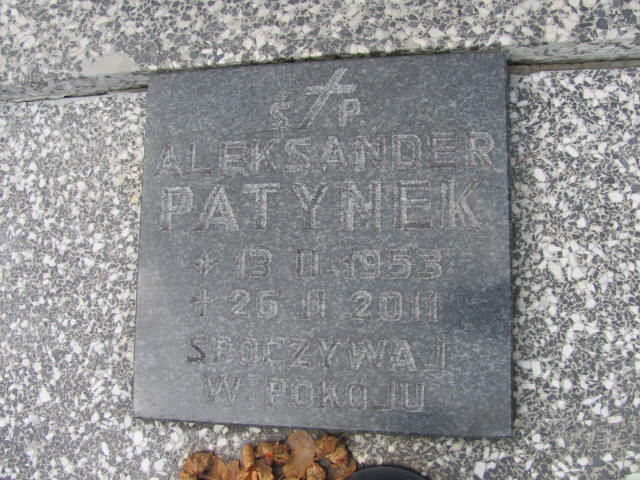 Ś P
ALEKSANDER
PATYNEK
* 13 II 1953
† 26 II 2011
SPOCZYWAJ
W POKOJU